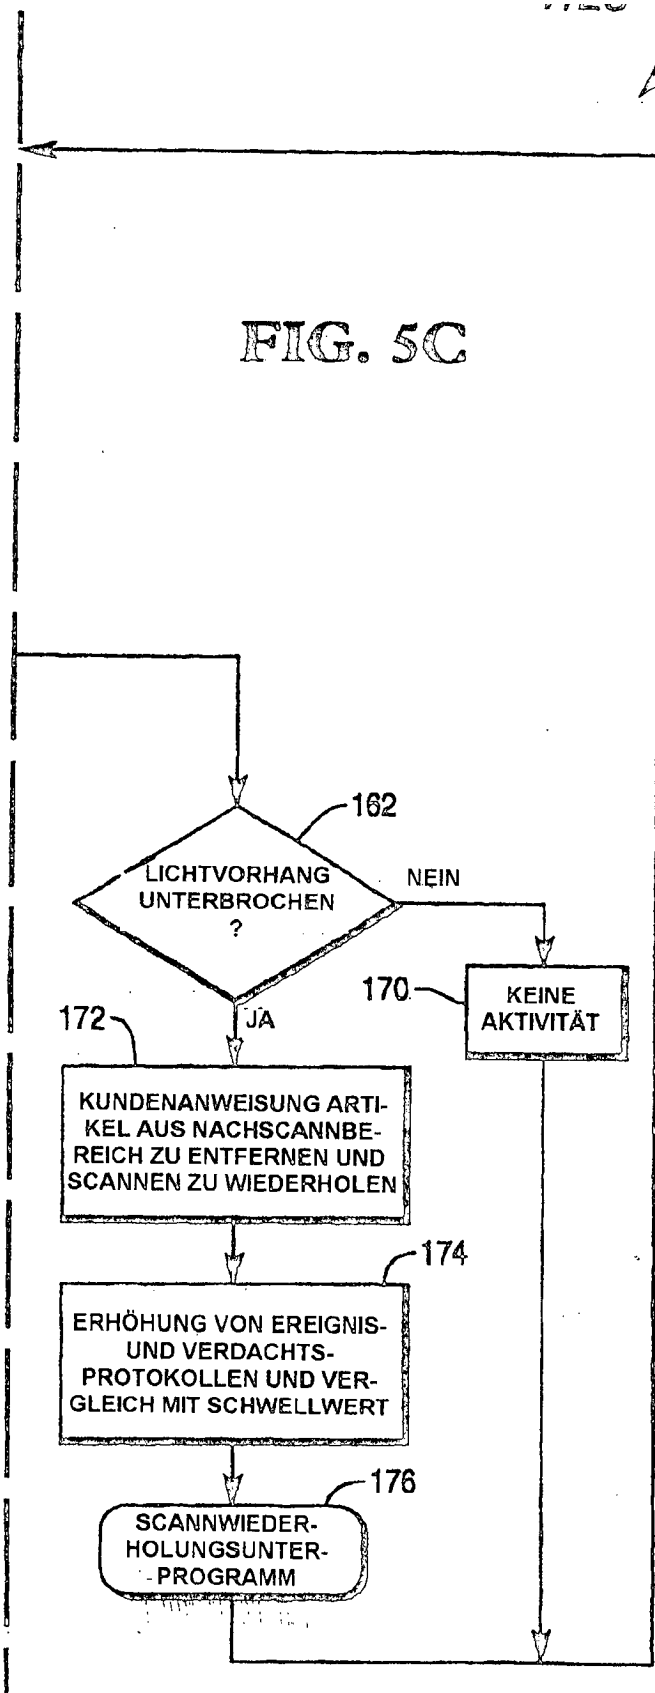 FIG. 5C
162
LICHTVORHANG
UNTERBROCHEN
?
NEIN
170
KEINE
AKTIVITÄT
JA
172
KUNDENANWEISUNG ARTI-
KEL AUS NACHSCANNBE-
REICH ZU ENTFERNEN UND
SCANNEN ZU WIEDERHOLEN
174
ERHÖHUNG VON EREIGNIS-
UND VERDACHTS-
PROTOKOLLEN UND VER-
GLEICH MIT SCHWELLWERT
176
SCANNWIEDER-
HOLUNGSUNTER-
PROGRAMM